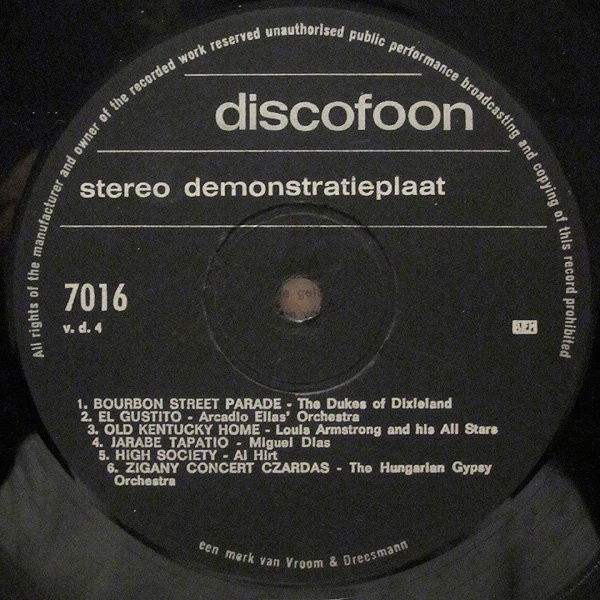 All rights of the manufacturer and owner of the recorded work reserved unauthorised public performance broadcasting and copying of this record prohibited
discofoon
stereo demonstratieplaat
7016
v. d. 4
1. BOURBON STREET PARADE - The Dukes of Dixieland
2. EL GUSTITO - Arcadio Elias' Orchestra
3. OLD KENTUCKY HOME - Louis Armstrong and his All Stars
4. JARABE TAPATIO - Miguel Dias
5. HIGH SOCIETY - Al Hirt
6. ZIGANY CONCERT CZARDAS - The Hungarian Gypsy
Orchestra
een merk van Vroom & Dreesmann